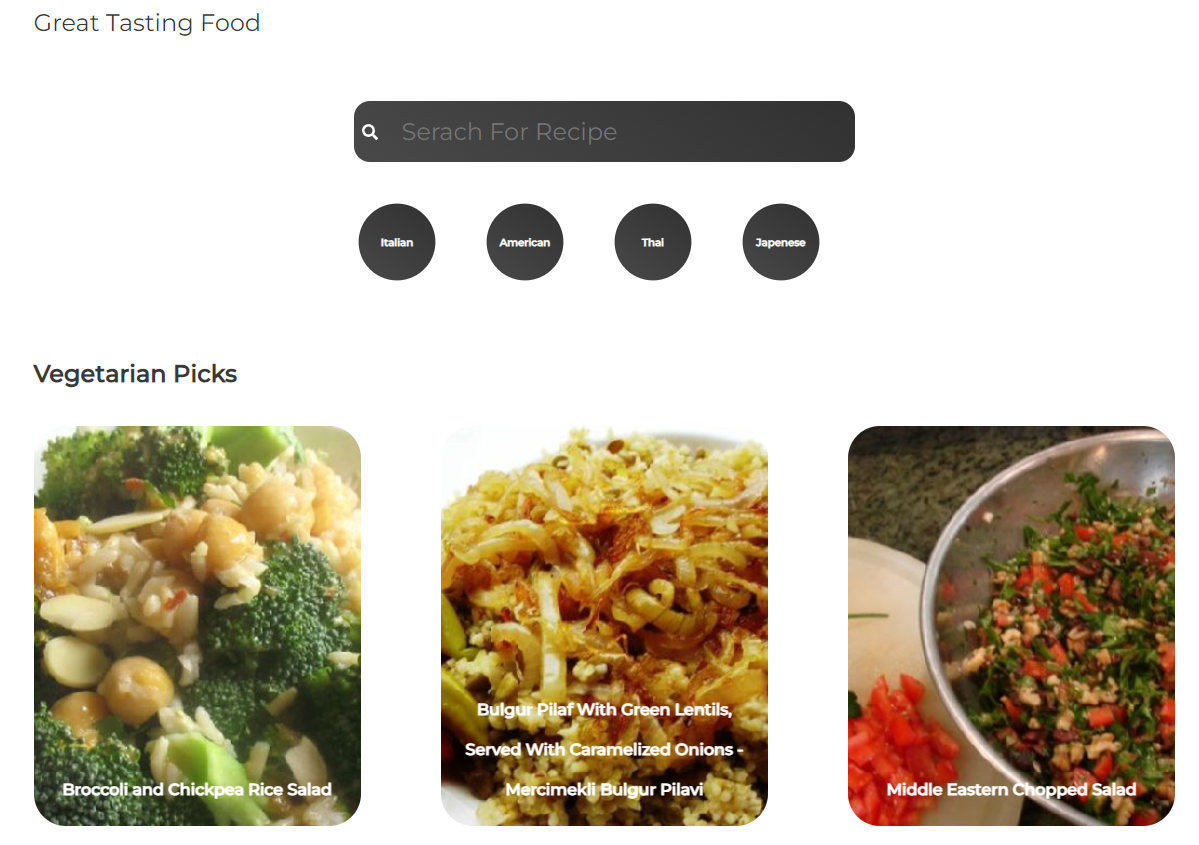 Great Tasting Food
Serach For Recipe
Italian
American
Thai
Japenese
Vegetarian Picks
Broccoli and Chickpea Rice Salad
Bulgur Pilaf With Green Lentils,
Served With Caramelized Onions -
Mercimekli Bulgur Pilavi
Middle Eastern Chopped Salad